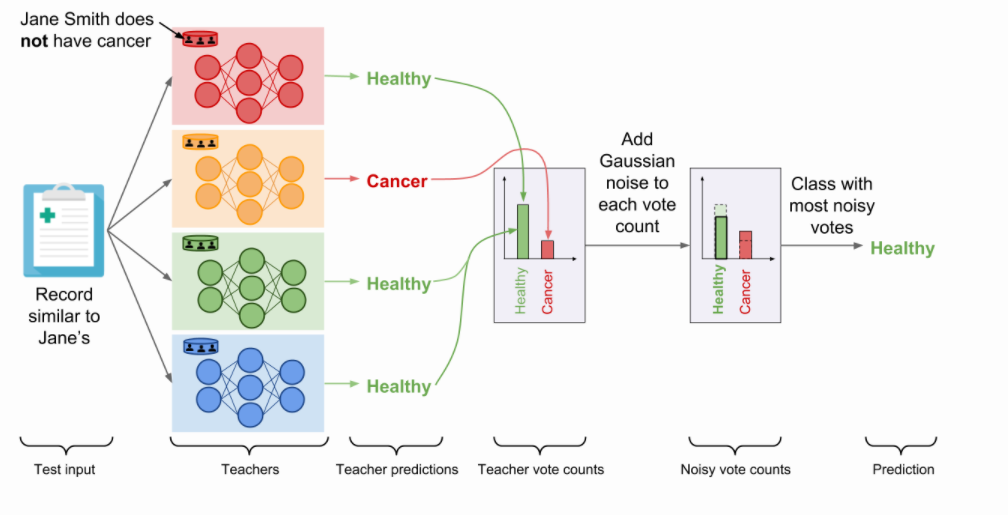 Jane Smith does
not have cancer
Record
similar to
Jane's
Healthy
Cancer
Healthy
Healthy
Healthy
Cancer
Add
Gaussian
noise to
each vote
count
Healthy
Cancer
Class with
most noisy
votes
Healthy
Test input
Teachers
Teacher predictions
Teacher vote counts
Noisy vote counts
Prediction